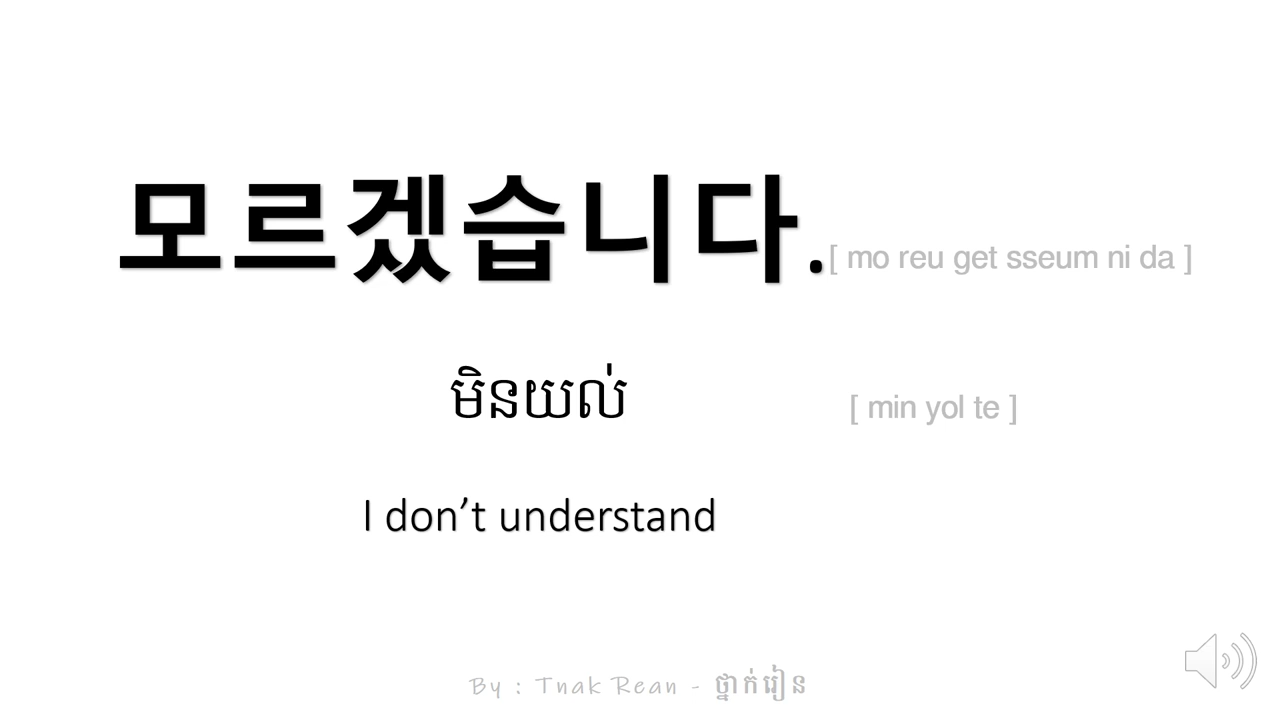 모르겠습니다. [ mo reu get sseum ni da ]
មិនយល់ [ min yol te ]
I don’t understand
By : Tnak Rean - ថ្នាក់រៀន